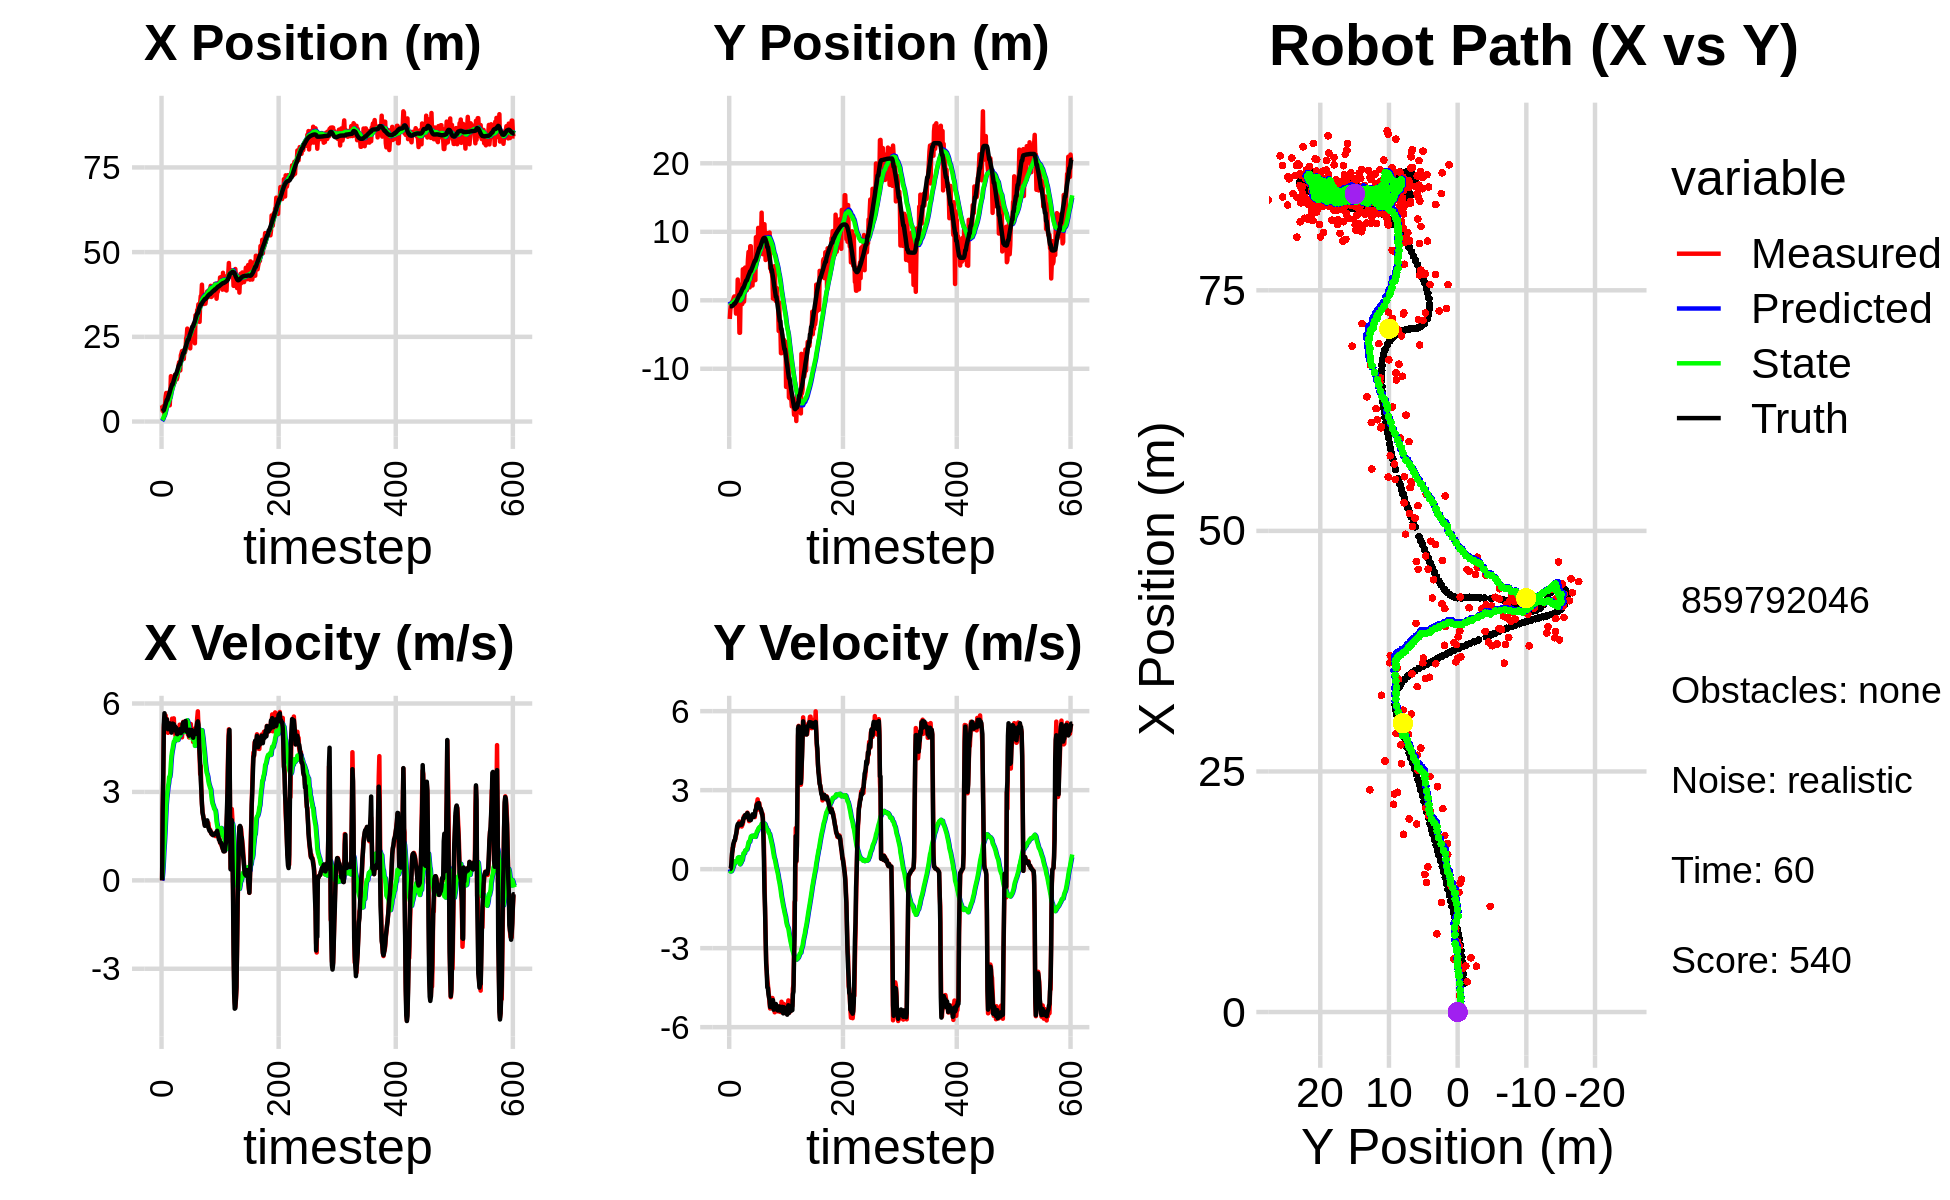 X Position (m)
75
50
25
0
0
200
400
600
timestep
Y Position (m)
20
10
0
-10
0
200
400
600
timestep
X Velocity (m/s)
6
3
0
-3
0
200
400
600
timestep
Y Velocity (m/s)
6
3
0
-3
-6
0
200
400
600
timestep
Robot Path (X vs Y)
X Position (m)
75
50
25
0
20 10 0 -10 -20
Y Position (m)
variable
Measured
Predicted
State
Truth
859792046
Obstacles: none
Noise: realistic
Time: 60
Score: 540